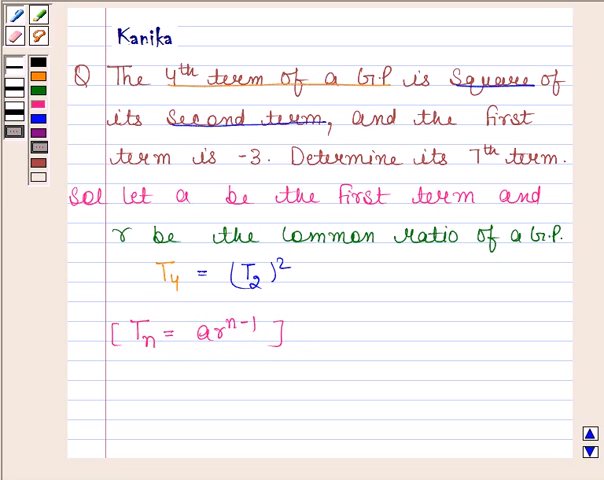 Kanika
Q The 4th term of a G.P is Square of
its second term, and the first
term is -3. Determine its 7th term.
Sol let a be the first term and
r be the common ratio of a G.P.
T₄ = (T₂)²
[Tₙ = arⁿ⁻¹]